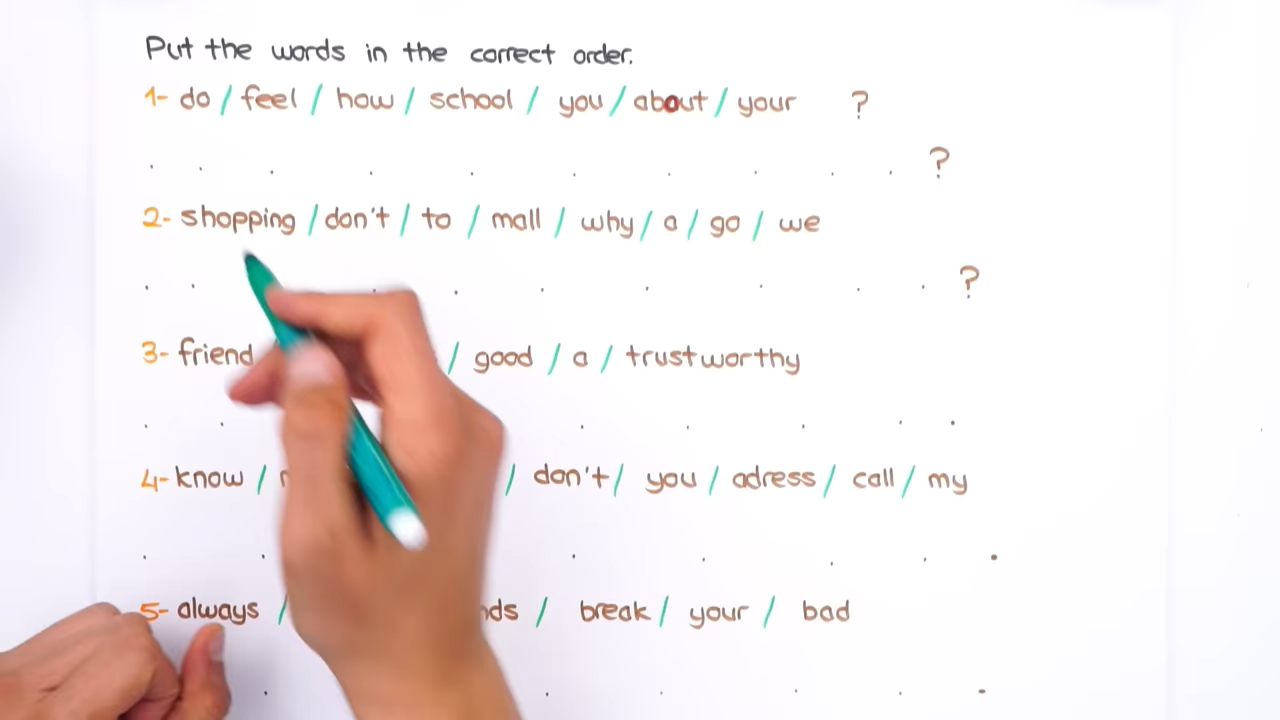 Put the words in the correct order.
1- do / feel / how / school / you / about / your ?
?
2- shopping / don't / to / mall / why / a / go / we
?
3- friend / good / a / trustworthy
4- know / / don't / you / adress / call / my
5- always / / break / your / bad